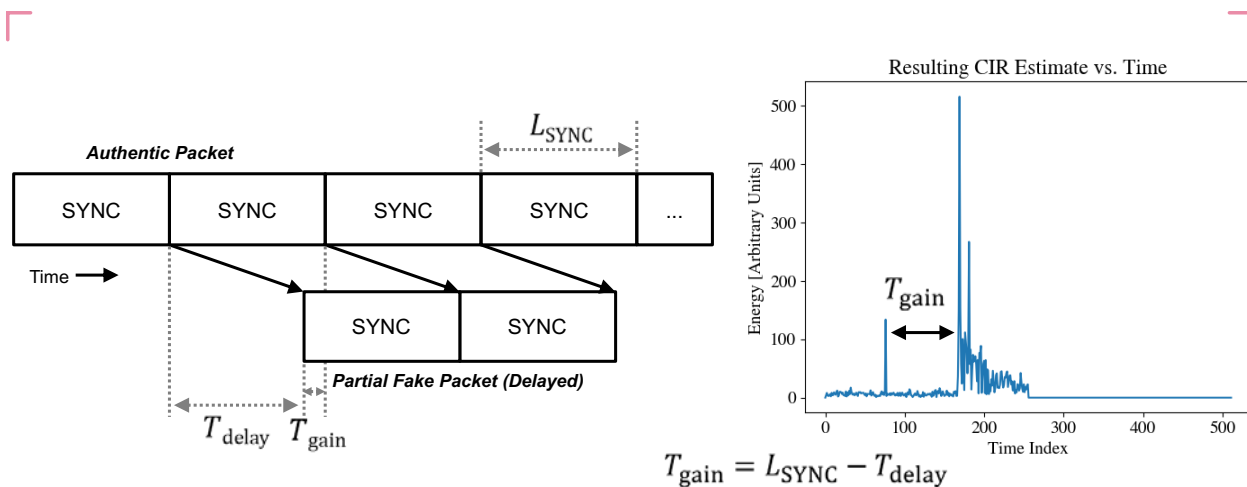 Authentic Packet
L_SYNC
SYNC SYNC SYNC SYNC ...
Time
SYNC SYNC
Partial Fake Packet (Delayed)
T_delay T_gain
Resulting CIR Estimate vs. Time
Energy [Arbitrary Units]
500
400
300
200
100
0
T_gain
0 100 200 300 400 500
Time Index
T_gain = L_SYNC − T_delay